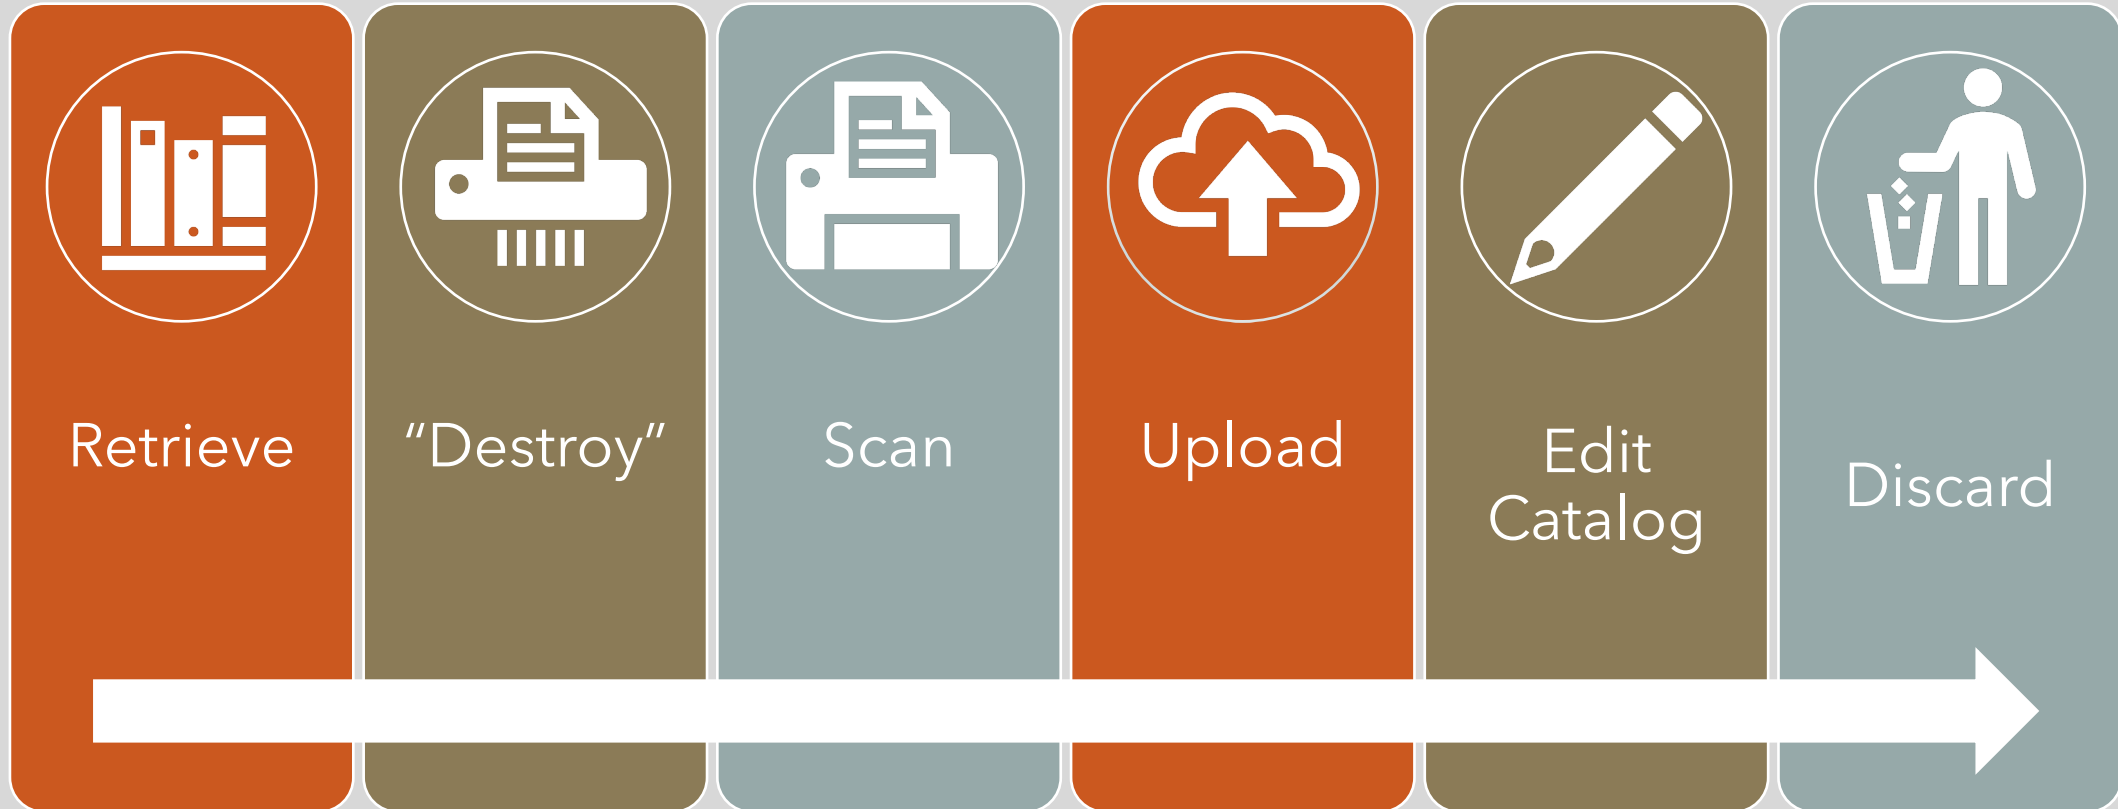 Retrieve
“Destroy”
Scan
Upload
Edit
Catalog
Discard